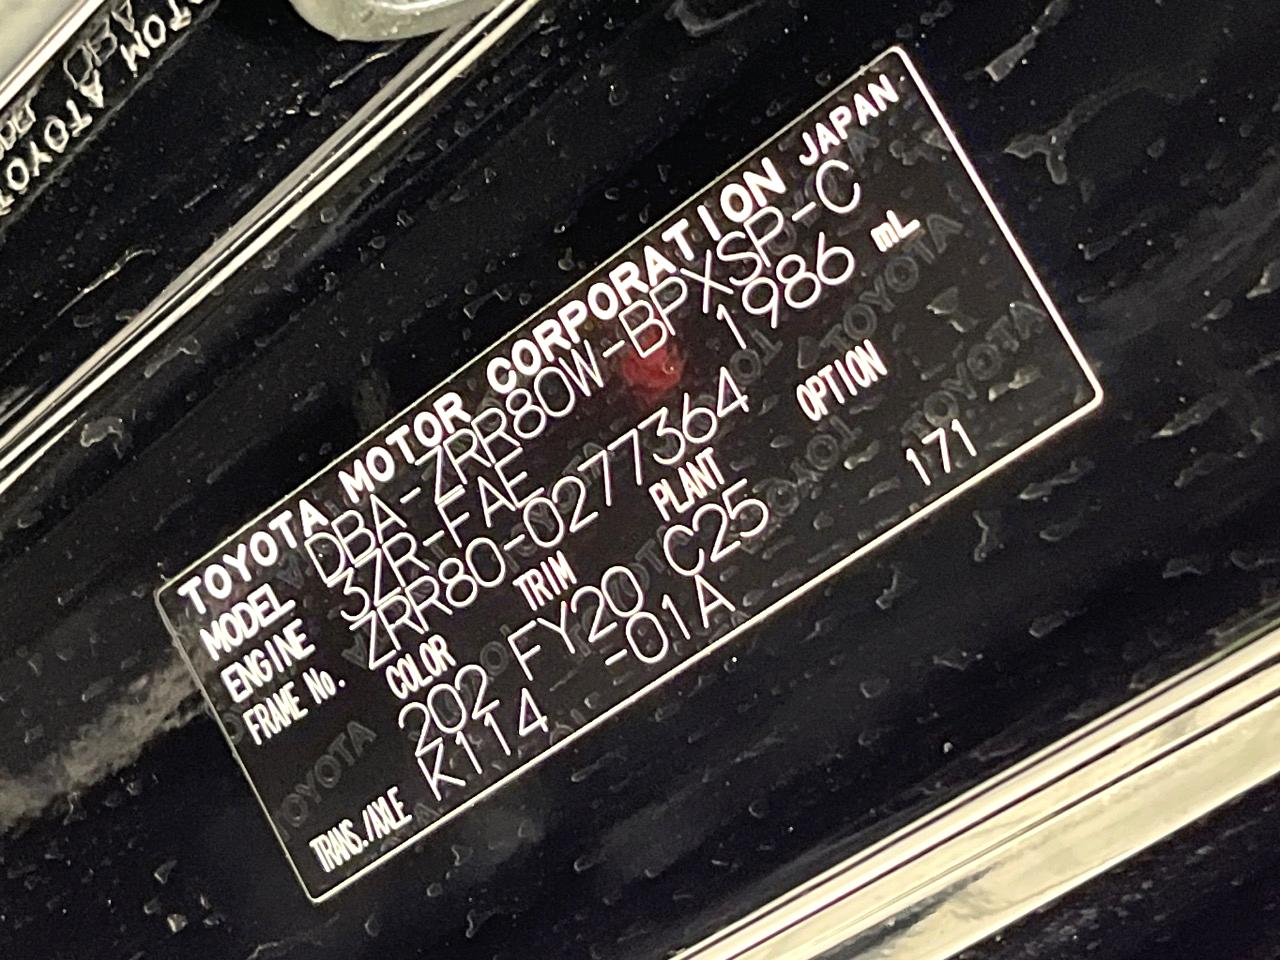 TOYOTA MOTOR CORPORATION JAPAN
MODEL DBA-ZRR80W-BPXSP-C
ENGINE 3ZR-FAE 1986 mL
FRAME No. ZRR80-0277364
COLOR TRIM PLANT OPTION
202 FY20 C25 171
TRANS./AXLE K114 -01A